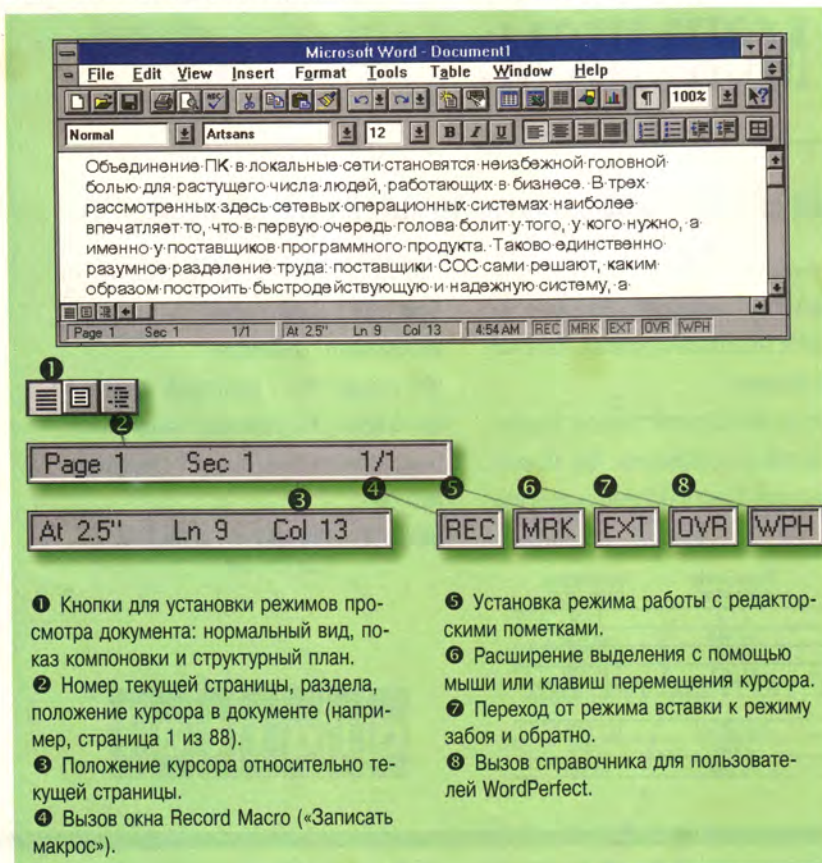 Microsoft Word - Document1
File Edit View Insert Format Tools Table Window Help
100%
Normal Artsans 12 B I U
Объединение·ПК·в·локальные·сети·становятся·неизбежной·головной·
болью·для·растущего·числа·людей,·работающих·в·бизнесе.·В·трех·
рассмотренных·здесь·сетевых·операционных·системах·наиболее·
впечатляет·то,·что·в·первую·очередь·голова·болит·у·того,·у·кого·нужно,·а·
именно·у·поставщиков·программного·продукта.·Таково·единственно·
разумное·разделение·труда:·поставщики·СОС·сами·решают,·каким·
образом·построить·быстродействующую·и·надежную·систему,·а·
Page 1 Sec 1 1/1 At 2.5" Ln 9 Col 13 4:54 AM REC MRK EXT OVR WPH
❶
❷
Page 1 Sec 1 1/1
❸ ❹ ❺ ❻ ❼ ❽
At 2.5" Ln 9 Col 13 REC MRK EXT OVR WPH
❶ Кнопки для установки режимов про-
смотра документа: нормальный вид, по-
каз компоновки и структурный план.
❷ Номер текущей страницы, раздела,
положение курсора в документе (напри-
мер, страница 1 из 88).
❸ Положение курсора относительно те-
кущей страницы.
❹ Вызов окна Record Macro («Записать
макрос»).
❺ Установка режима работы с редактор-
скими пометками.
❻ Расширение выделения с помощью
мыши или клавиш перемещения курсора.
❼ Переход от режима вставки к режиму
забоя и обратно.
❽ Вызов справочника для пользовате-
лей WordPerfect.